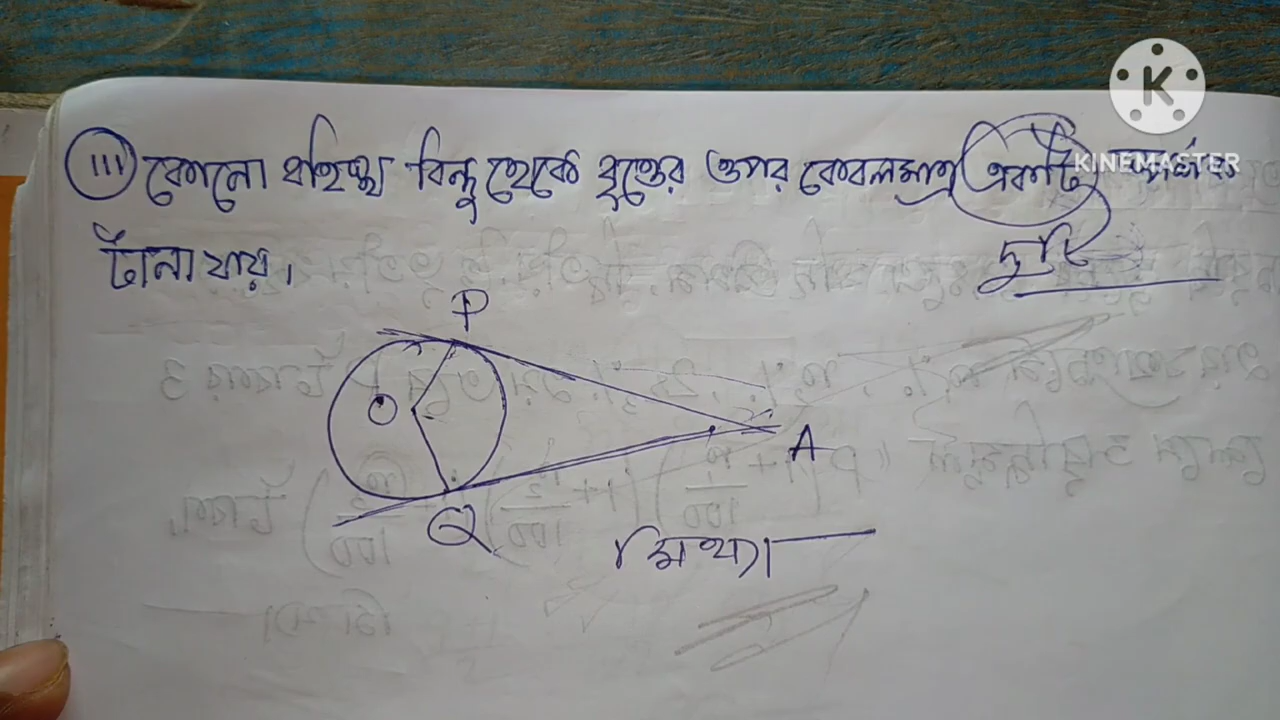 iii কোনো বহিস্থ বিন্দু থেকে বৃত্তের ওপর কেবলমাত্র একটি স্পর্শক
টানা যায়।
দুটি
P
O
A
Q
মিথ্যা
K
KINEMASTER